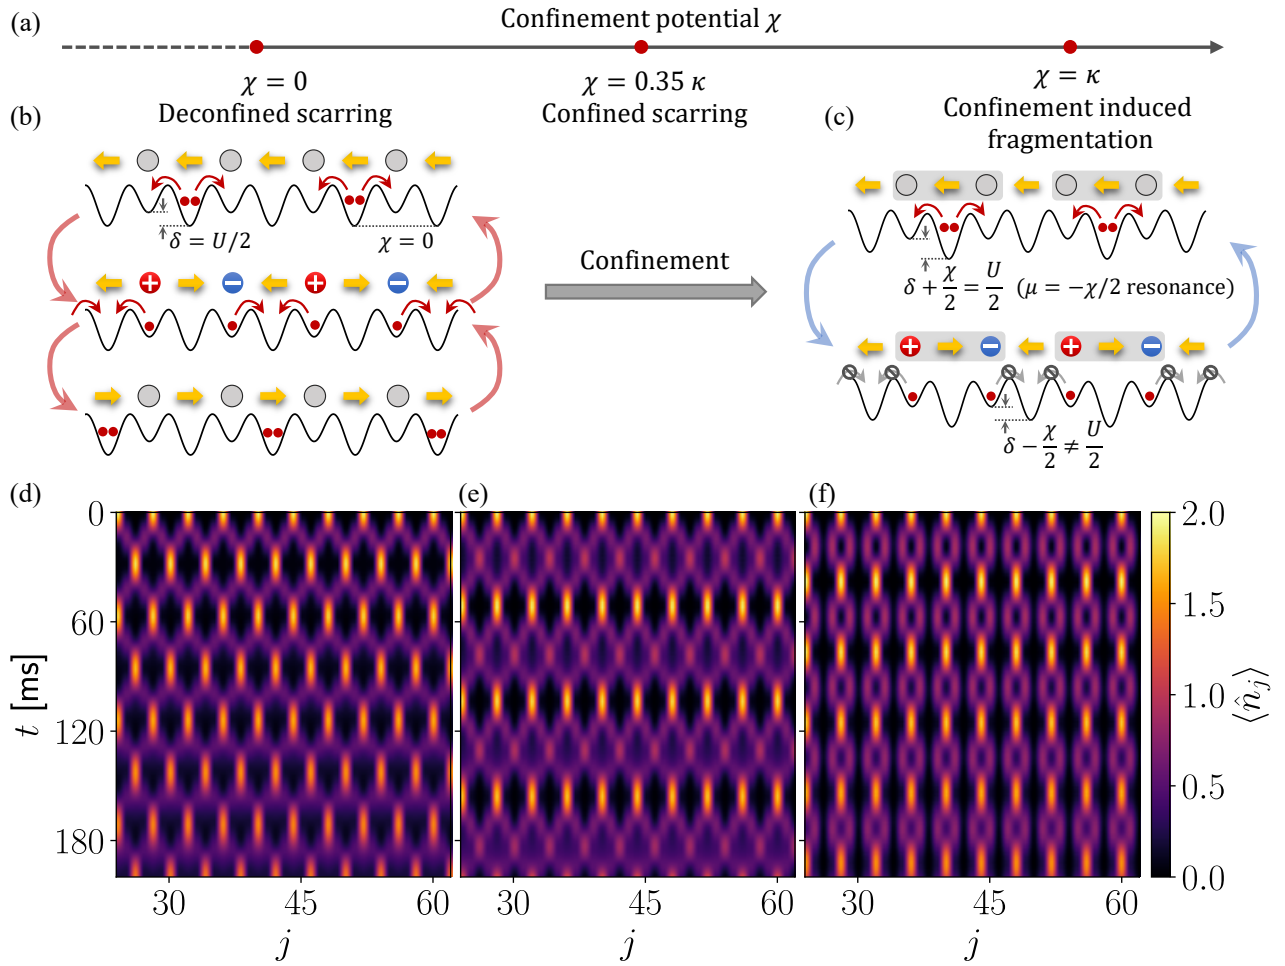 (a)
Confinement potential χ
χ = 0
χ = 0.35 κ
χ = κ
(b)
Deconfined scarring
Confined scarring
(c)
Confinement induced
fragmentation
δ = U/2
χ = 0
Confinement
δ + χ/2 = U/2 (μ = −χ/2 resonance)
+ − + −
+ − + −
δ − χ/2 ≠ U/2
(d)
(e)
(f)
0
60
120
180
t [ms]
30 45 60
j
30 45 60
j
30 45 60
j
2.0
1.5
1.0
0.5
0.0
⟨n̂ⱼ⟩